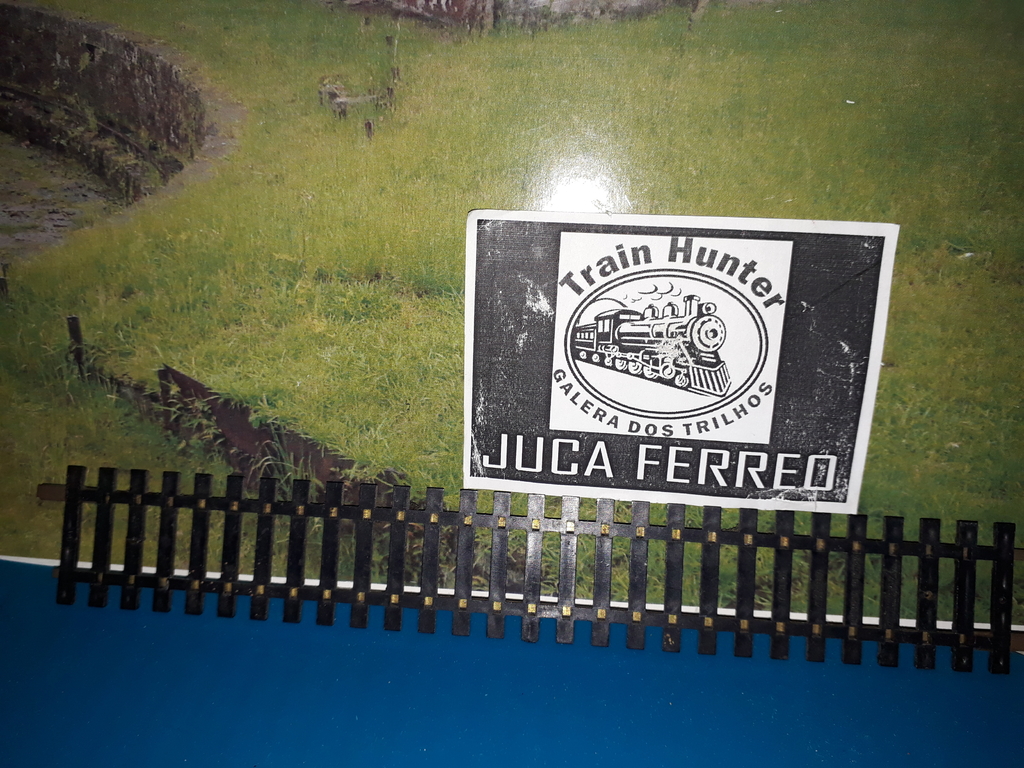 Train Hunter
GALERA DOS TRILHOS
JUCA FERREO